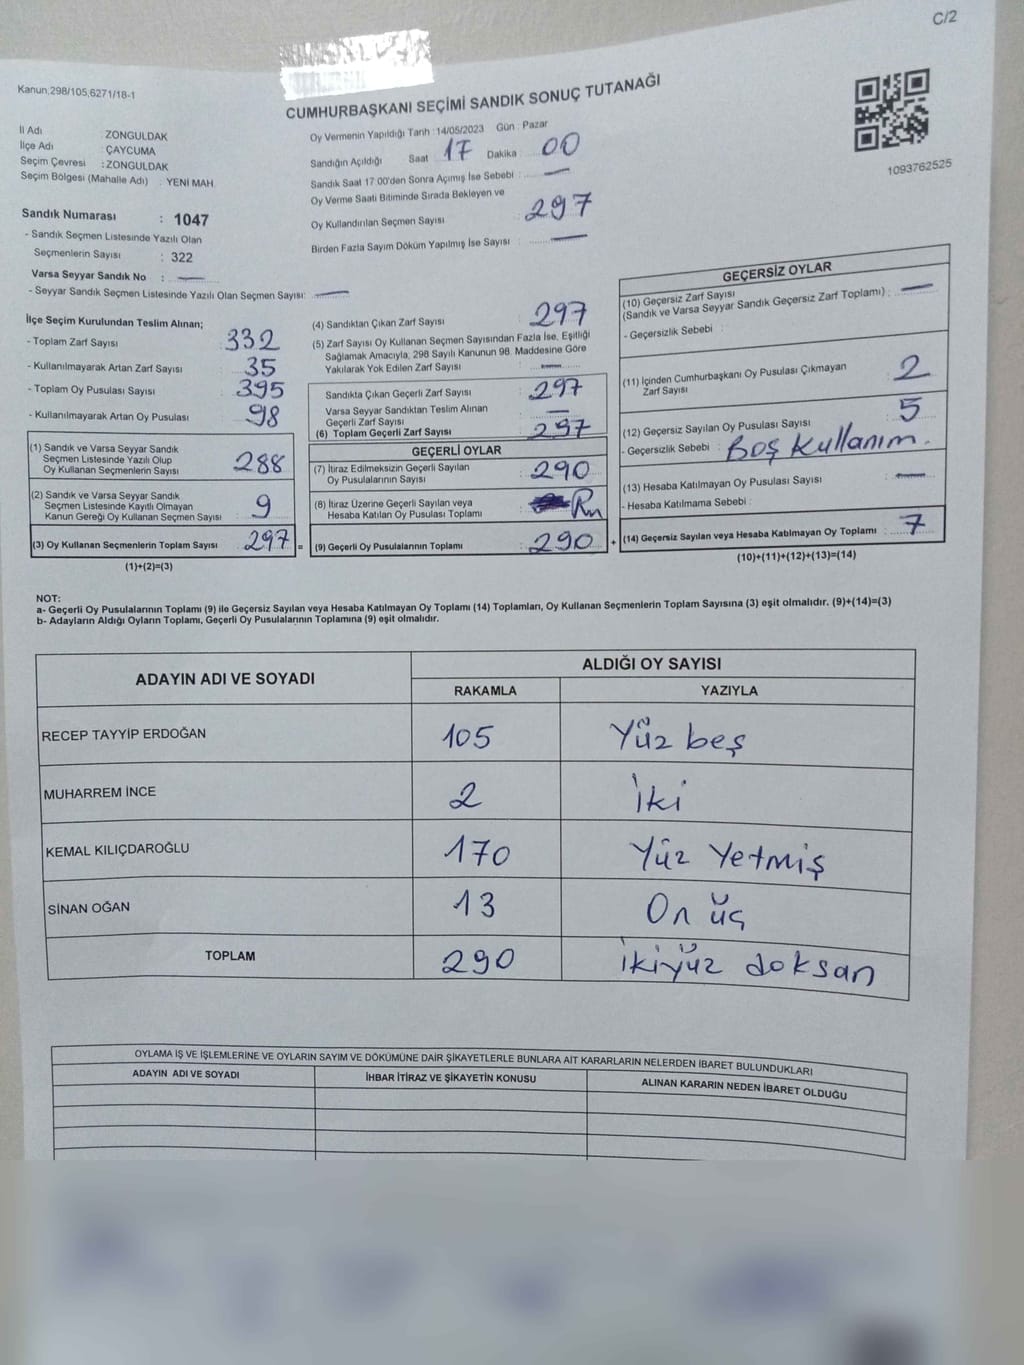 C/2
Kanun;298/105,6271/18-1
CUMHURBAŞKANI SEÇİMİ SANDIK SONUÇ TUTANAĞI
1093762525
İl Adı : ZONGULDAK
İlçe Adı : ÇAYCUMA
Seçim Çevresi : ZONGULDAK
Seçim Bölgesi (Mahalle Adı) : YENİ MAH
Sandık Numarası : 1047
- Sandık Seçmen Listesinde Yazılı Olan
Seçmenlerin Sayısı : 322
Varsa Seyyar Sandık No : —
- Seyyar Sandık Seçmen Listesinde Yazılı Olan Seçmen Sayısı: —
Oy Vermenin Yapıldığı Tarih : 14/05/2023 Gün : Pazar
Sandığın Açıldığı Saat 17 Dakika : 00
Sandık Saat 17:00'den Sonra Açımış İse Sebebi : —
Oy Verme Saati Bitiminde Sırada Bekleyen ve
Oy Kullandırılan Seçmen Sayısı : 297
Birden Fazla Sayım Döküm Yapılmış İse Sayısı : —
İlçe Seçim Kurulundan Teslim Alınan;
- Toplam Zarf Sayısı : 332
- Kullanılmayarak Artan Zarf Sayısı : 35
- Toplam Oy Pusulası Sayısı : 395
- Kullanılmayarak Artan Oy Pusulası : 98
(1) Sandık ve Varsa Seyyar Sandık
Seçmen Listesinde Yazılı Olup
Oy Kullanan Seçmenlerin Sayısı : 288
(2) Sandık ve Varsa Seyyar Sandık
Seçmen Listesinde Kayıtlı Olmayan
Kanun Gereği Oy Kullanan Seçmen Sayısı : 9
(3) Oy Kullanan Seçmenlerin Toplam Sayısı : 297 =
(1)+(2)=(3)
(4) Sandıktan Çıkan Zarf Sayısı : 297
(5) Zarf Sayısı Oy Kullanan Seçmen Sayısından Fazla İse, Eşitliği
Sağlamak Amacıyla, 298 Sayılı Kanunun 98. Maddesine Göre
Yakılarak Yok Edilen Zarf Sayısı : —
Sandıkta Çıkan Geçerli Zarf Sayısı : 297
Varsa Seyyar Sandıktan Teslim Alınan
Geçerli Zarf Sayısı : —
(6) Toplam Geçerli Zarf Sayısı : 297
GEÇERLİ OYLAR
(7) İtiraz Edilmeksizin Geçerli Sayılan
Oy Pusulalarının Sayısı : 290
(8) İtiraz Üzerine Geçerli Sayılan veya
Hesaba Katılan Oy Pusulası Toplamı :
(9) Geçerli Oy Pusulalarının Toplamı : 290 +
GEÇERSİZ OYLAR
(10) Geçersiz Zarf Sayısı
(Sandık ve Varsa Seyyar Sandık Geçersiz Zarf Toplamı) : —
- Geçersizlik Sebebi :
(11) İçinden Cumhurbaşkanı Oy Pusulası Çıkmayan
Zarf Sayısı : 2
(12) Geçersiz Sayılan Oy Pusulası Sayısı : 5
- Geçersizlik Sebebi : Boş Kullanım.
(13) Hesaba Katılmayan Oy Pusulası Sayısı : —
- Hesaba Katılmama Sebebi :
(14) Geçersiz Sayılan veya Hesaba Katılmayan Oy Toplamı : 7
(10)+(11)+(12)+(13)=(14)
NOT:
a- Geçerli Oy Pusulalarının Toplamı (9) ile Geçersiz Sayılan veya Hesaba Katılmayan Oy Toplamı (14) Toplamları, Oy Kullanan Seçmenlerin Toplam Sayısına (3) eşit olmalıdır. (9)+(14)=(3)
b- Adayların Aldığı Oyların Toplamı, Geçerli Oy Pusulalarının Toplamına (9) eşit olmalıdır.
ADAYIN ADI VE SOYADI ALDIĞI OY SAYISI
RAKAMLA YAZIYLA
RECEP TAYYİP ERDOĞAN 105 Yüz beş
MUHARREM İNCE 2 İki
KEMAL KILIÇDAROĞLU 170 Yüz Yetmiş
SİNAN OĞAN 13 On üç
TOPLAM 290 ikiyüz doksan
OYLAMA İŞ VE İŞLEMLERİNE VE OYLARIN SAYIM VE DÖKÜMÜNE DAİR ŞİKAYETLERLE BUNLARA AİT KARARLARIN NELERDEN İBARET BULUNDUKLARI
ADAYIN ADI VE SOYADI İHBAR İTİRAZ VE ŞİKAYETİN KONUSU ALINAN KARARIN NEDEN İBARET OLDUĞU